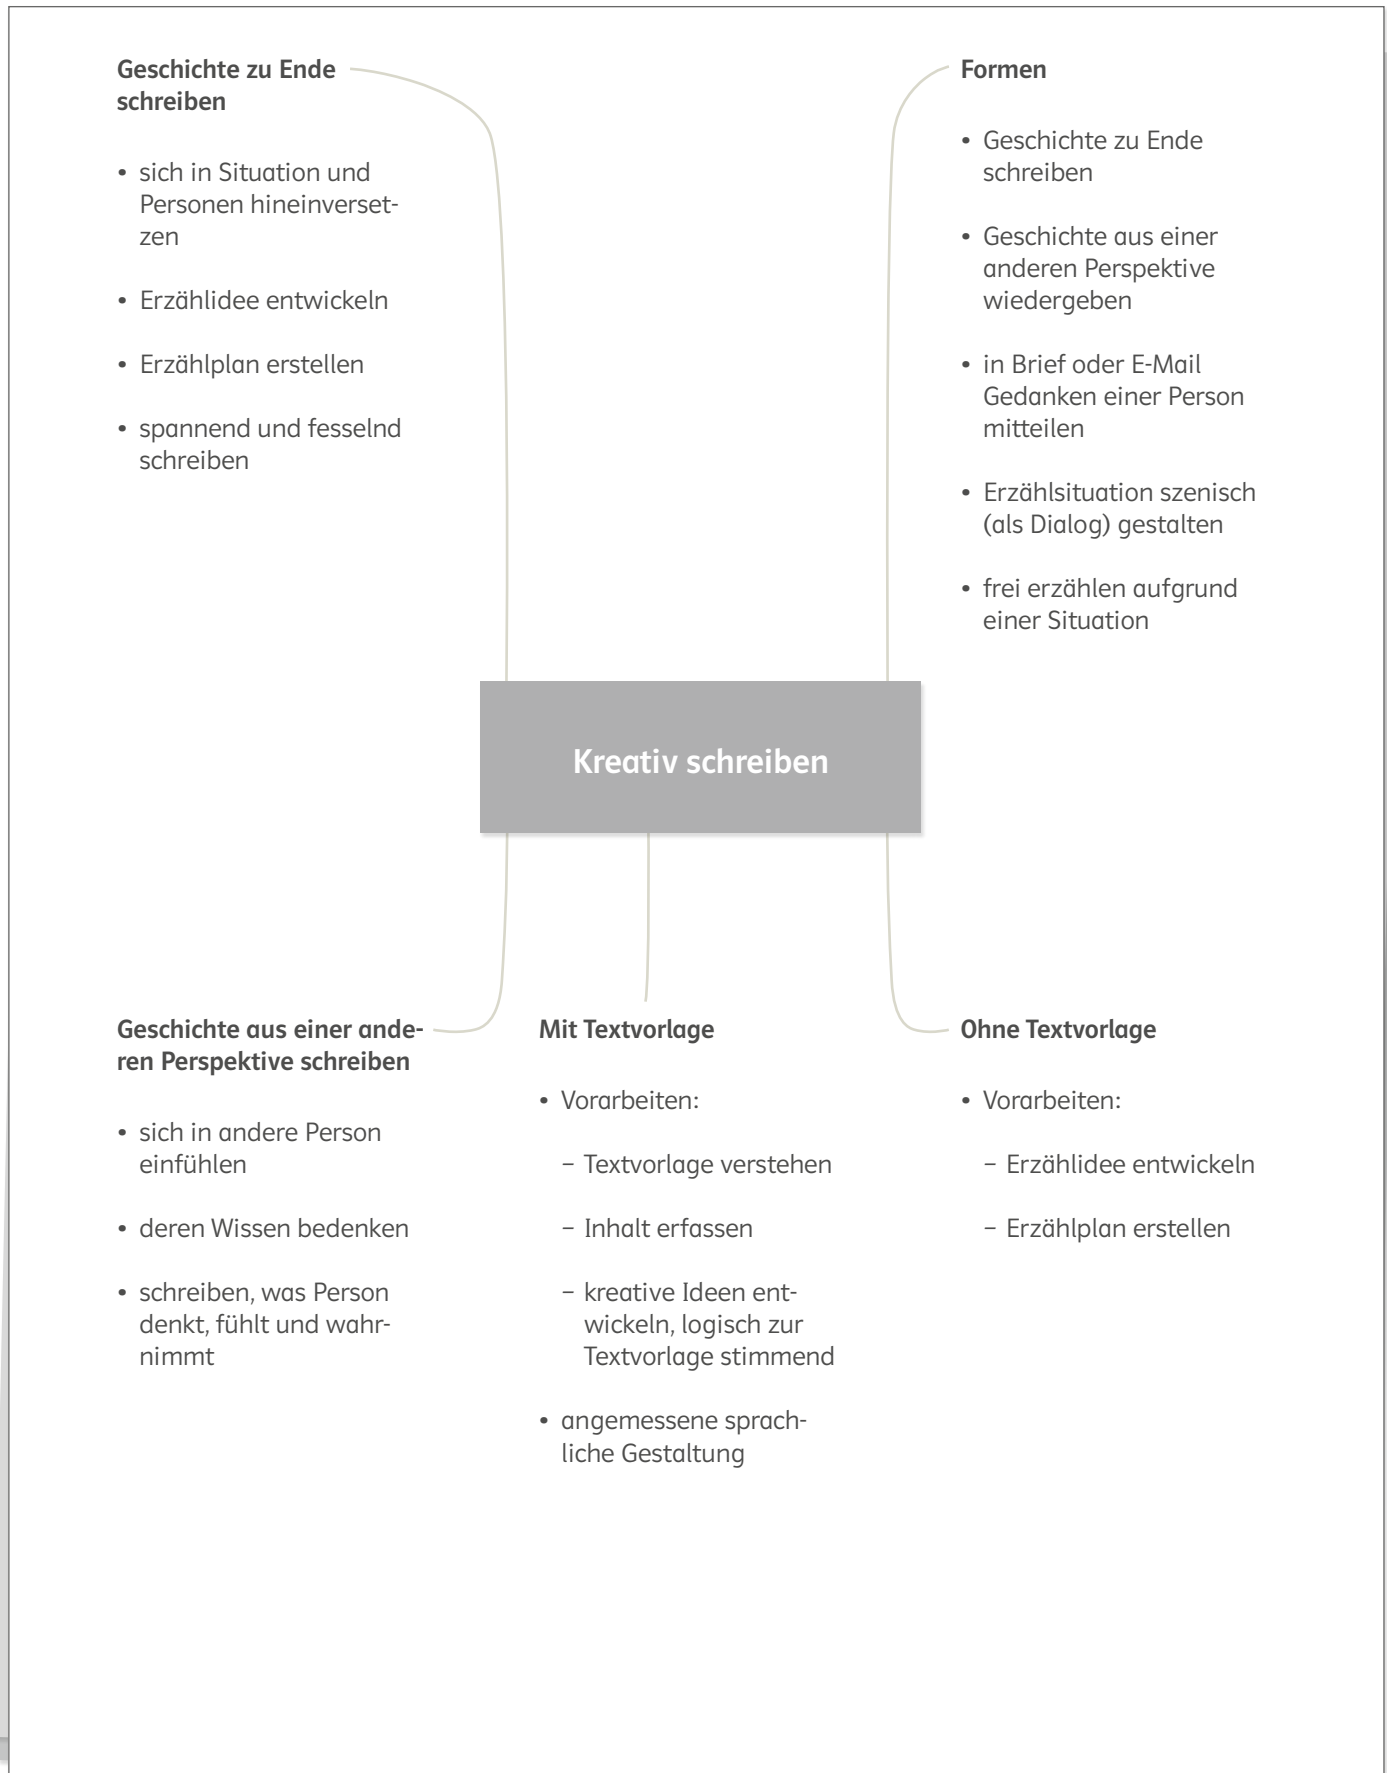 Geschichte zu Ende
schreiben
• sich in Situation und
Personen hineinverset-
zen
• Erzählidee entwickeln
• Erzählplan erstellen
• spannend und fesselnd
schreiben
Formen
• Geschichte zu Ende
schreiben
• Geschichte aus einer
anderen Perspektive
wiedergeben
• in Brief oder E-Mail
Gedanken einer Person
mitteilen
• Erzählsituation szenisch
(als Dialog) gestalten
• frei erzählen aufgrund
einer Situation
Kreativ schreiben
Geschichte aus einer ande-
ren Perspektive schreiben
• sich in andere Person
einfühlen
• deren Wissen bedenken
• schreiben, was Person
denkt, fühlt und wahr-
nimmt
Mit Textvorlage
• Vorarbeiten:
– Textvorlage verstehen
– Inhalt erfassen
– kreative Ideen ent-
wickeln, logisch zur
Textvorlage stimmend
• angemessene sprach-
liche Gestaltung
Ohne Textvorlage
• Vorarbeiten:
– Erzählidee entwickeln
– Erzählplan erstellen